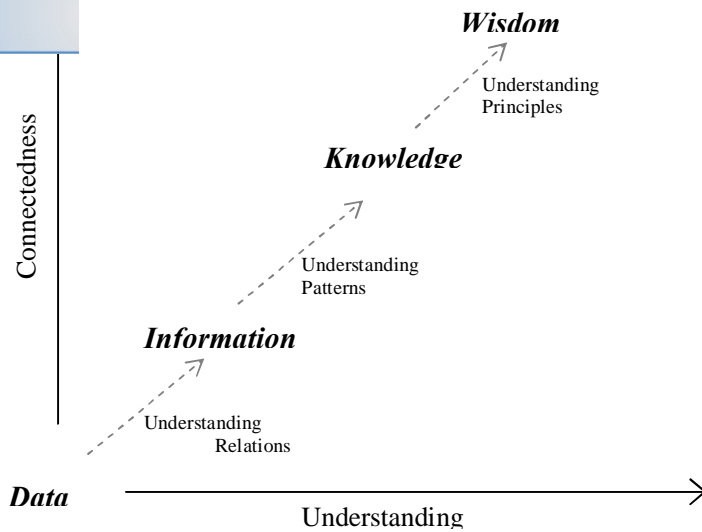 Wisdom
Understanding
Principles
Connectedness
Knowledge
Understanding
Patterns
Information
Understanding
Relations
Data
Understanding